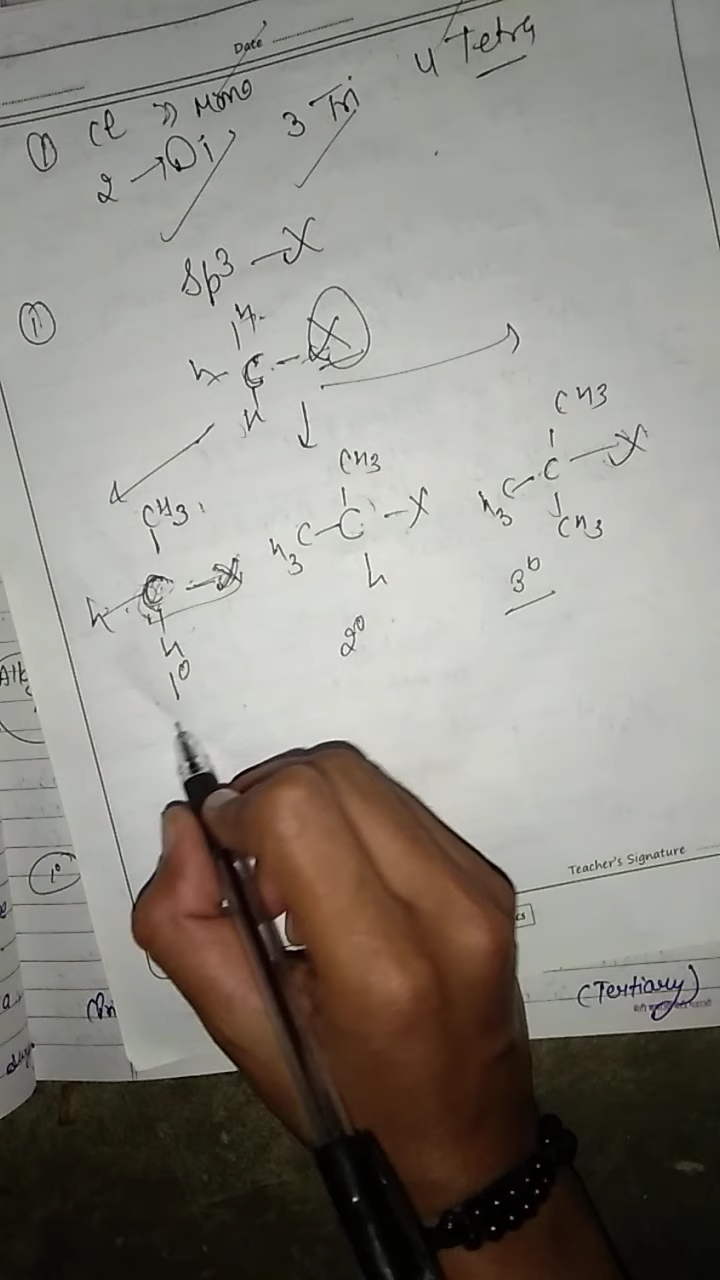 Date
① Cl » Mono
2 → Di 3 Tri 4 Tetra
Sp³ - X
①
H
H - C - X
H
CH3 CH3 CH3
H - C - X H3C - C - X H3C - C - X
H H CH3
1° 2° 3°
1°
Teacher's Signature
(Tertiary)